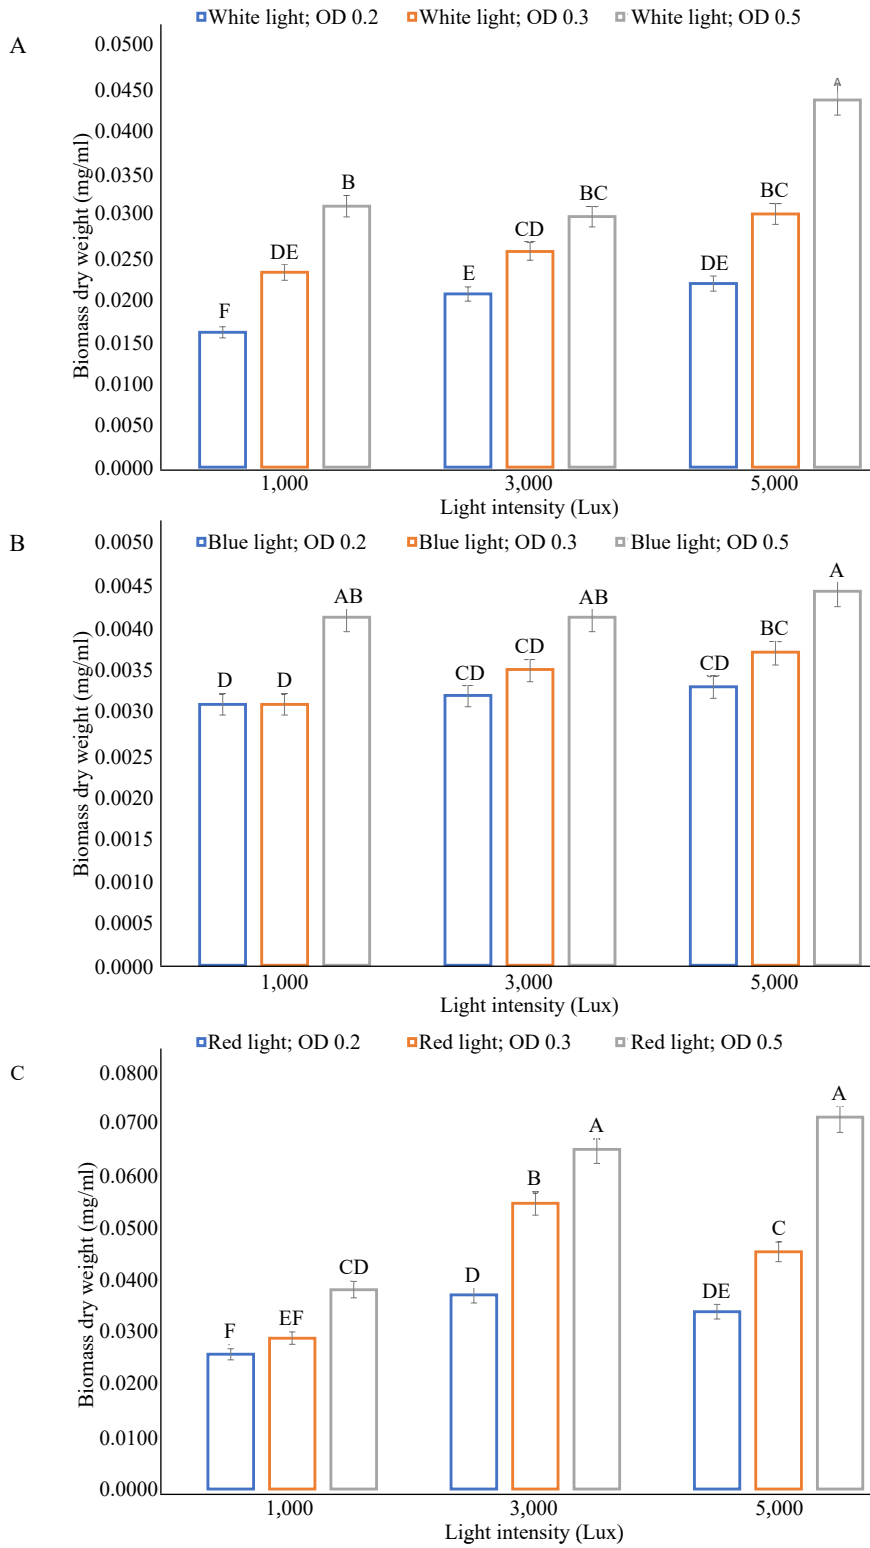 A
White light; OD 0.2 White light; OD 0.3 White light; OD 0.5
Biomass dry weight (mg/ml)
0.0500
0.0450
0.0400
0.0350
0.0300
0.0250
0.0200
0.0150
0.0100
0.0050
0.0000
F DE B
E CD BC
DE BC A
1,000 3,000 5,000
Light intensity (Lux)
B
Blue light; OD 0.2 Blue light; OD 0.3 Blue light; OD 0.5
Biomass dry weight (mg/ml)
0.0050
0.0045
0.0040
0.0035
0.0030
0.0025
0.0020
0.0015
0.0010
0.0005
0.0000
D D AB
CD CD AB
CD BC A
1,000 3,000 5,000
Light intensity (Lux)
C
Red light; OD 0.2 Red light; OD 0.3 Red light; OD 0.5
Biomass dry weight (mg/ml)
0.0800
0.0700
0.0600
0.0500
0.0400
0.0300
0.0200
0.0100
0.0000
F EF CD
D B A
DE C A
1,000 3,000 5,000
Light intensity (Lux)